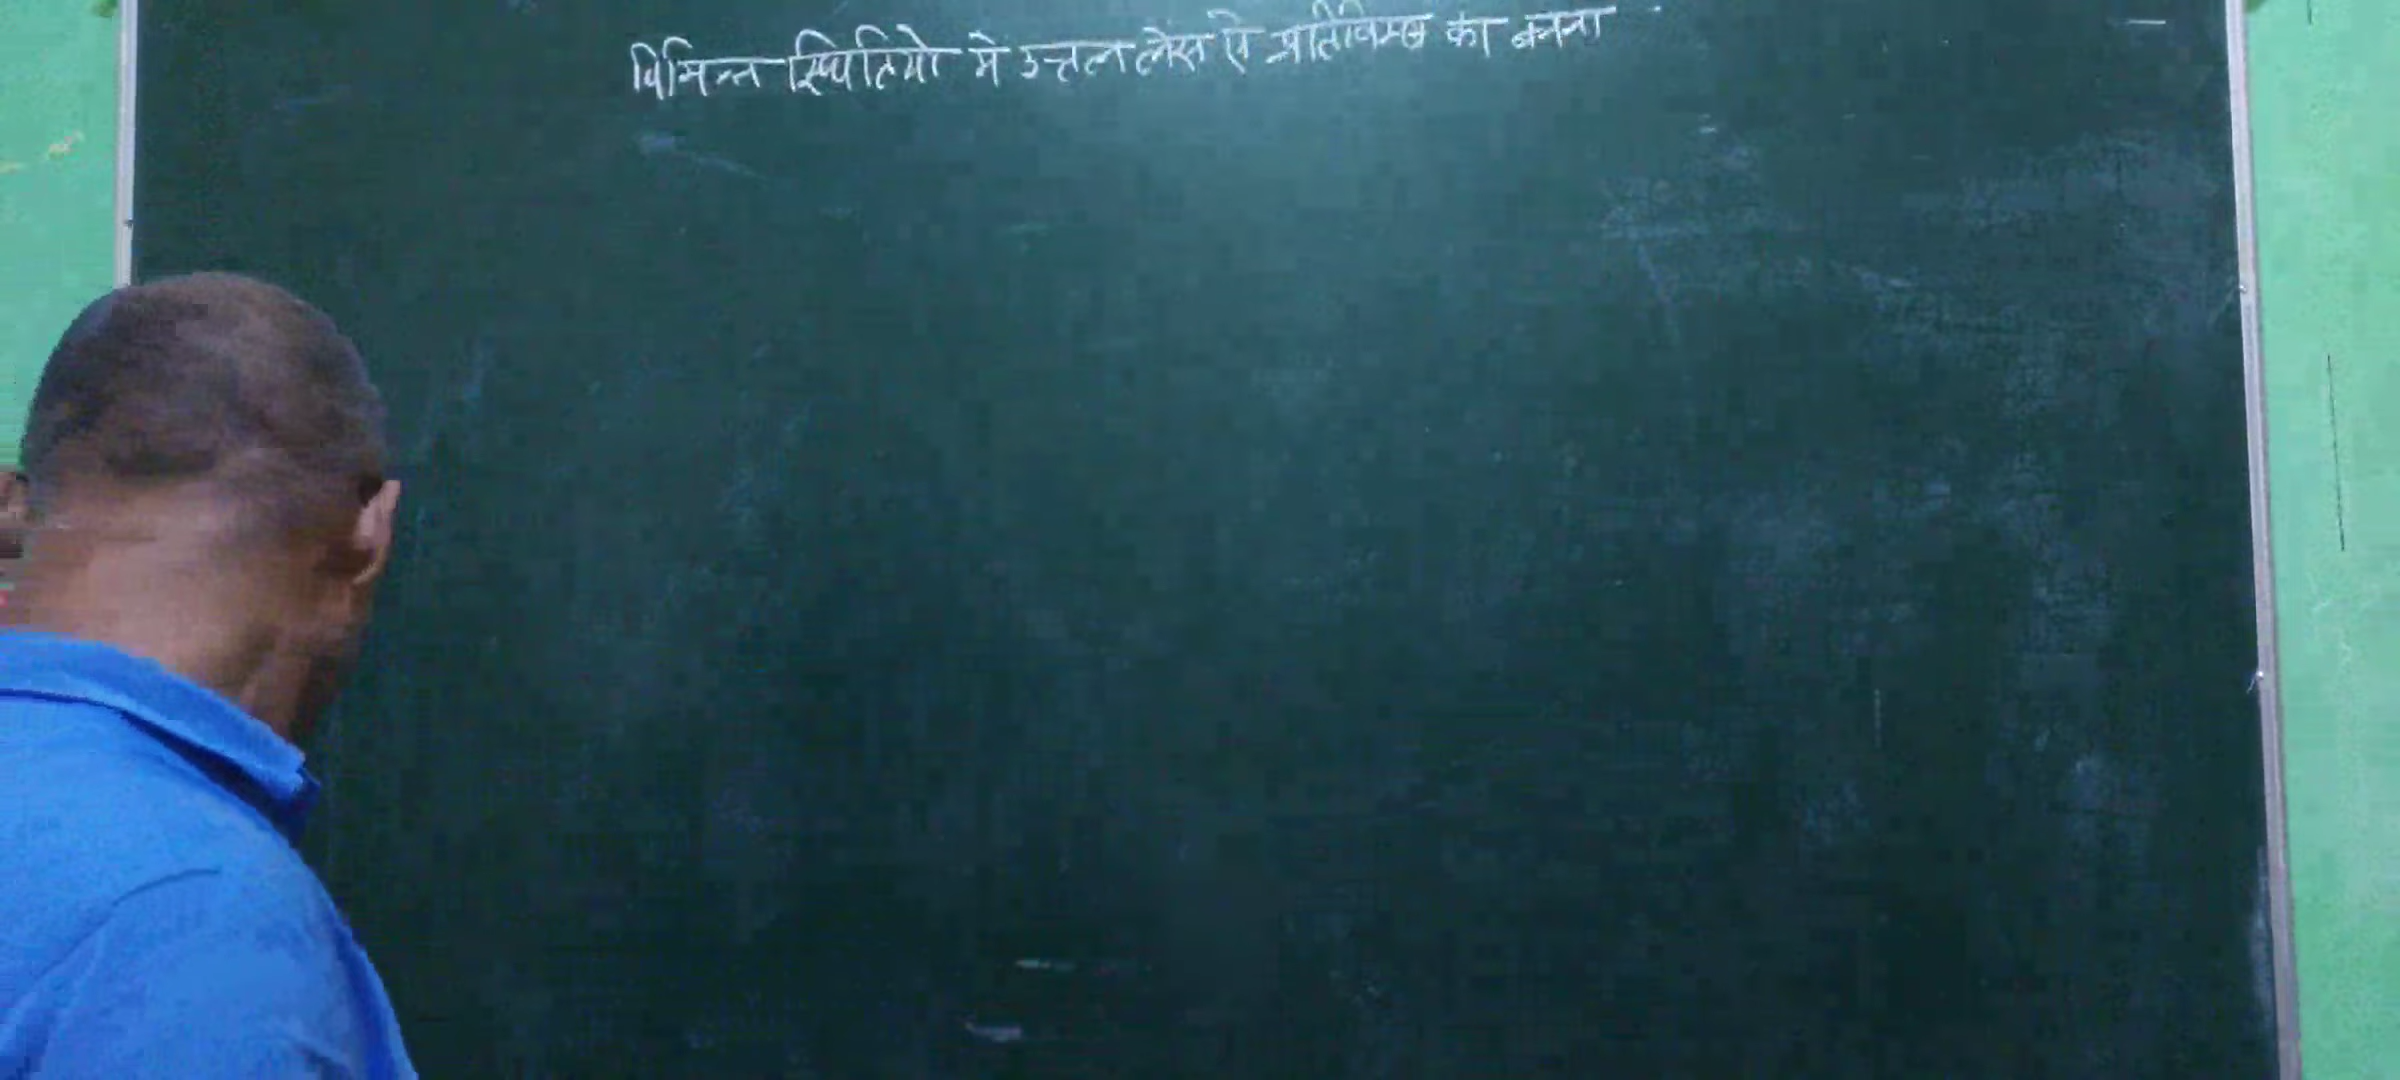 विभिन्न स्थितियो मे उत्तल लेंस से प्रतिविम्ब का बनना